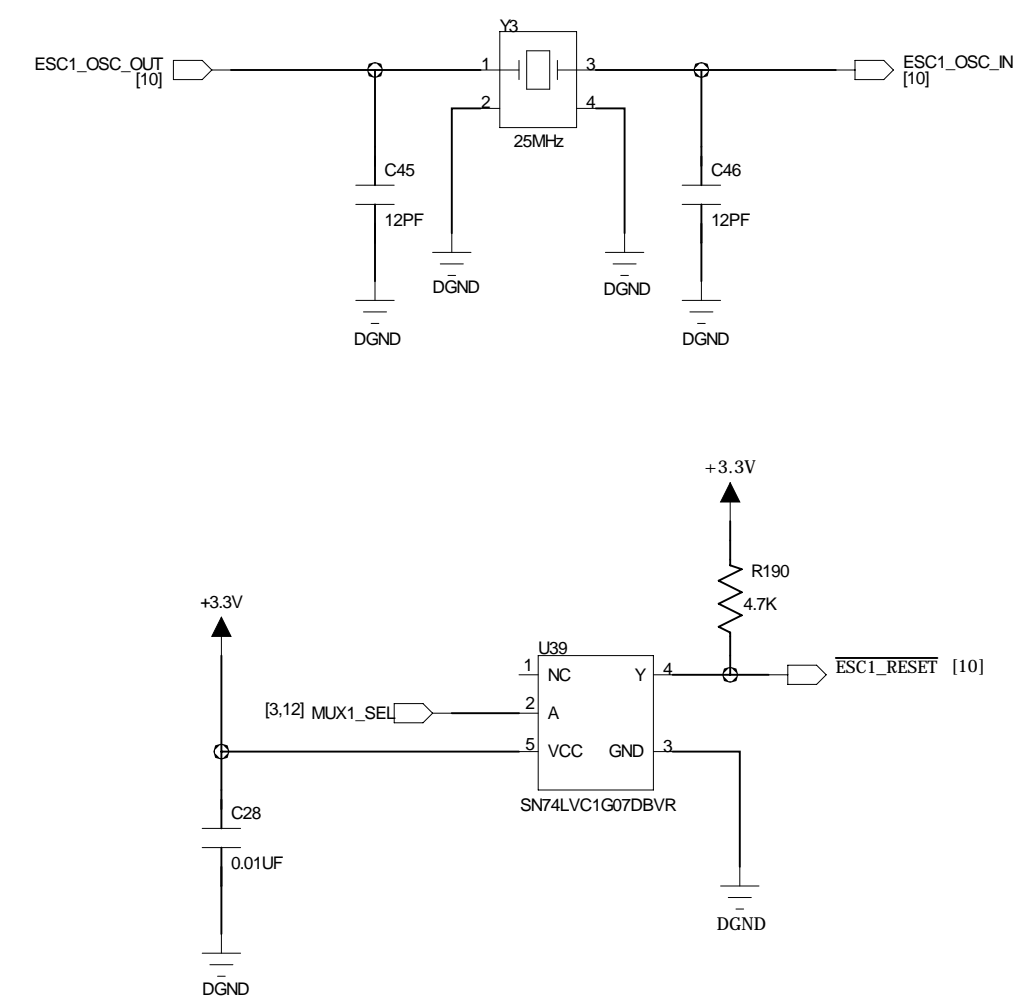 Y3
ESC1_OSC_OUT
[10]
1
3
ESC1_OSC_IN
[10]
2
4
25MHz
C45
12PF
C46
12PF
DGND
DGND
DGND
DGND
+3.3V
R190
4.7K
+3.3V
U39
1
NC
Y
4
ESC1_RESET [10]
[3,12] MUX1_SEL
2
A
5
VCC
GND
3
SN74LVC1G07DBVR
C28
0.01UF
DGND
DGND